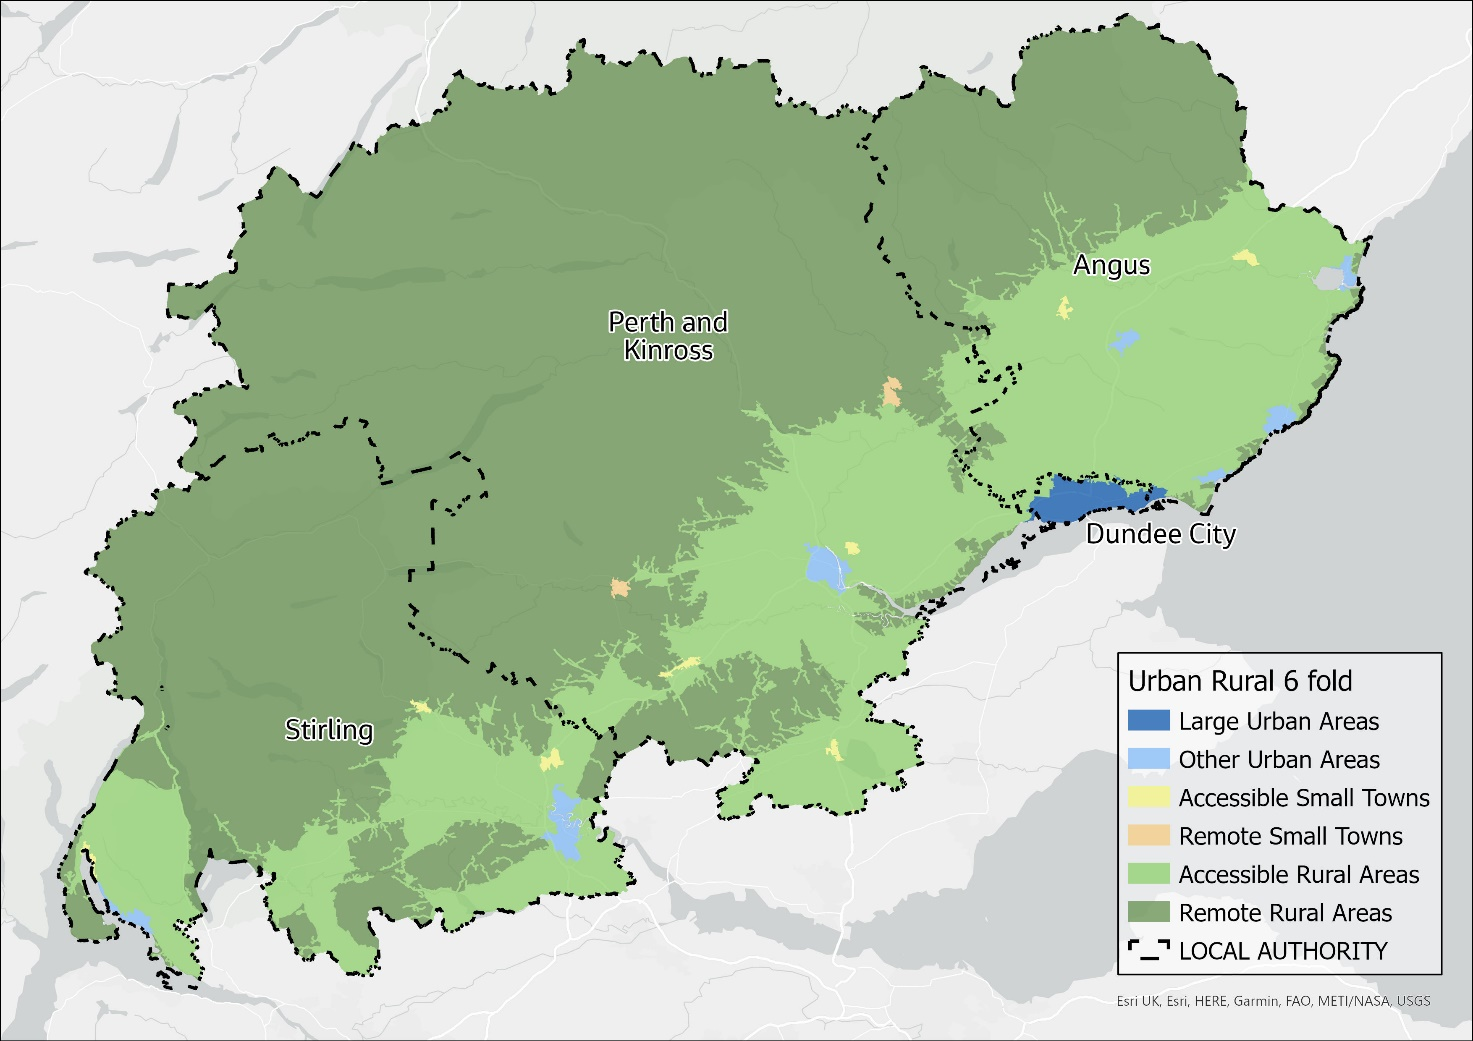 Angus
Perth and
Kinross
Dundee City
Stirling
Urban Rural 6 fold
Large Urban Areas
Other Urban Areas
Accessible Small Towns
Remote Small Towns
Accessible Rural Areas
Remote Rural Areas
LOCAL AUTHORITY
Esri UK, Esri, HERE, Garmin, FAO, METI/NASA, USGS